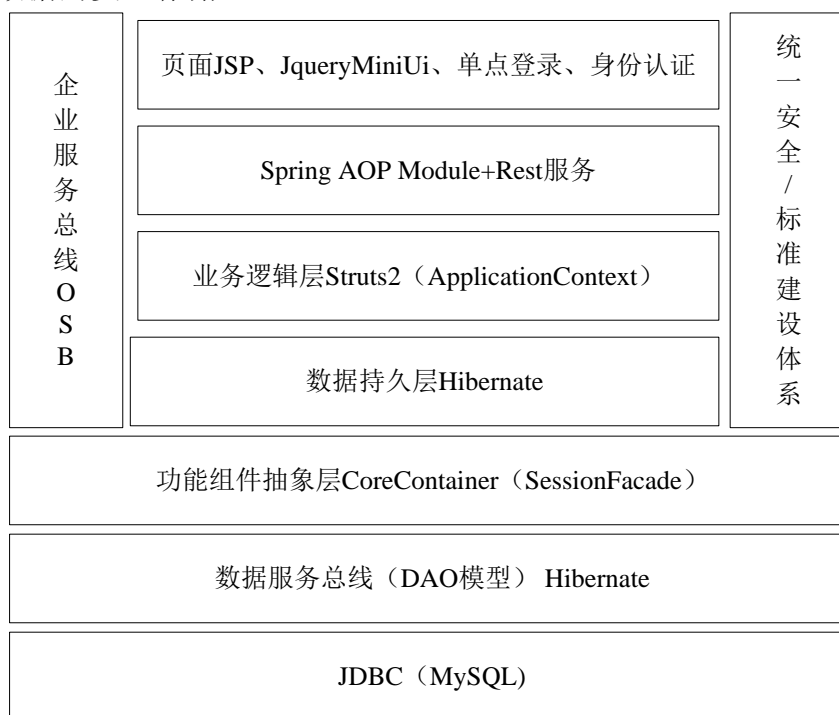 企业服务总线OSB
页面JSP、JqueryMiniUi、单点登录、身份认证
Spring AOP Module+Rest服务
业务逻辑层Struts2（ApplicationContext）
数据持久层Hibernate
统一安全/标准建设体系
功能组件抽象层CoreContainer（SessionFacade）
数据服务总线（DAO模型） Hibernate
JDBC（MySQL)